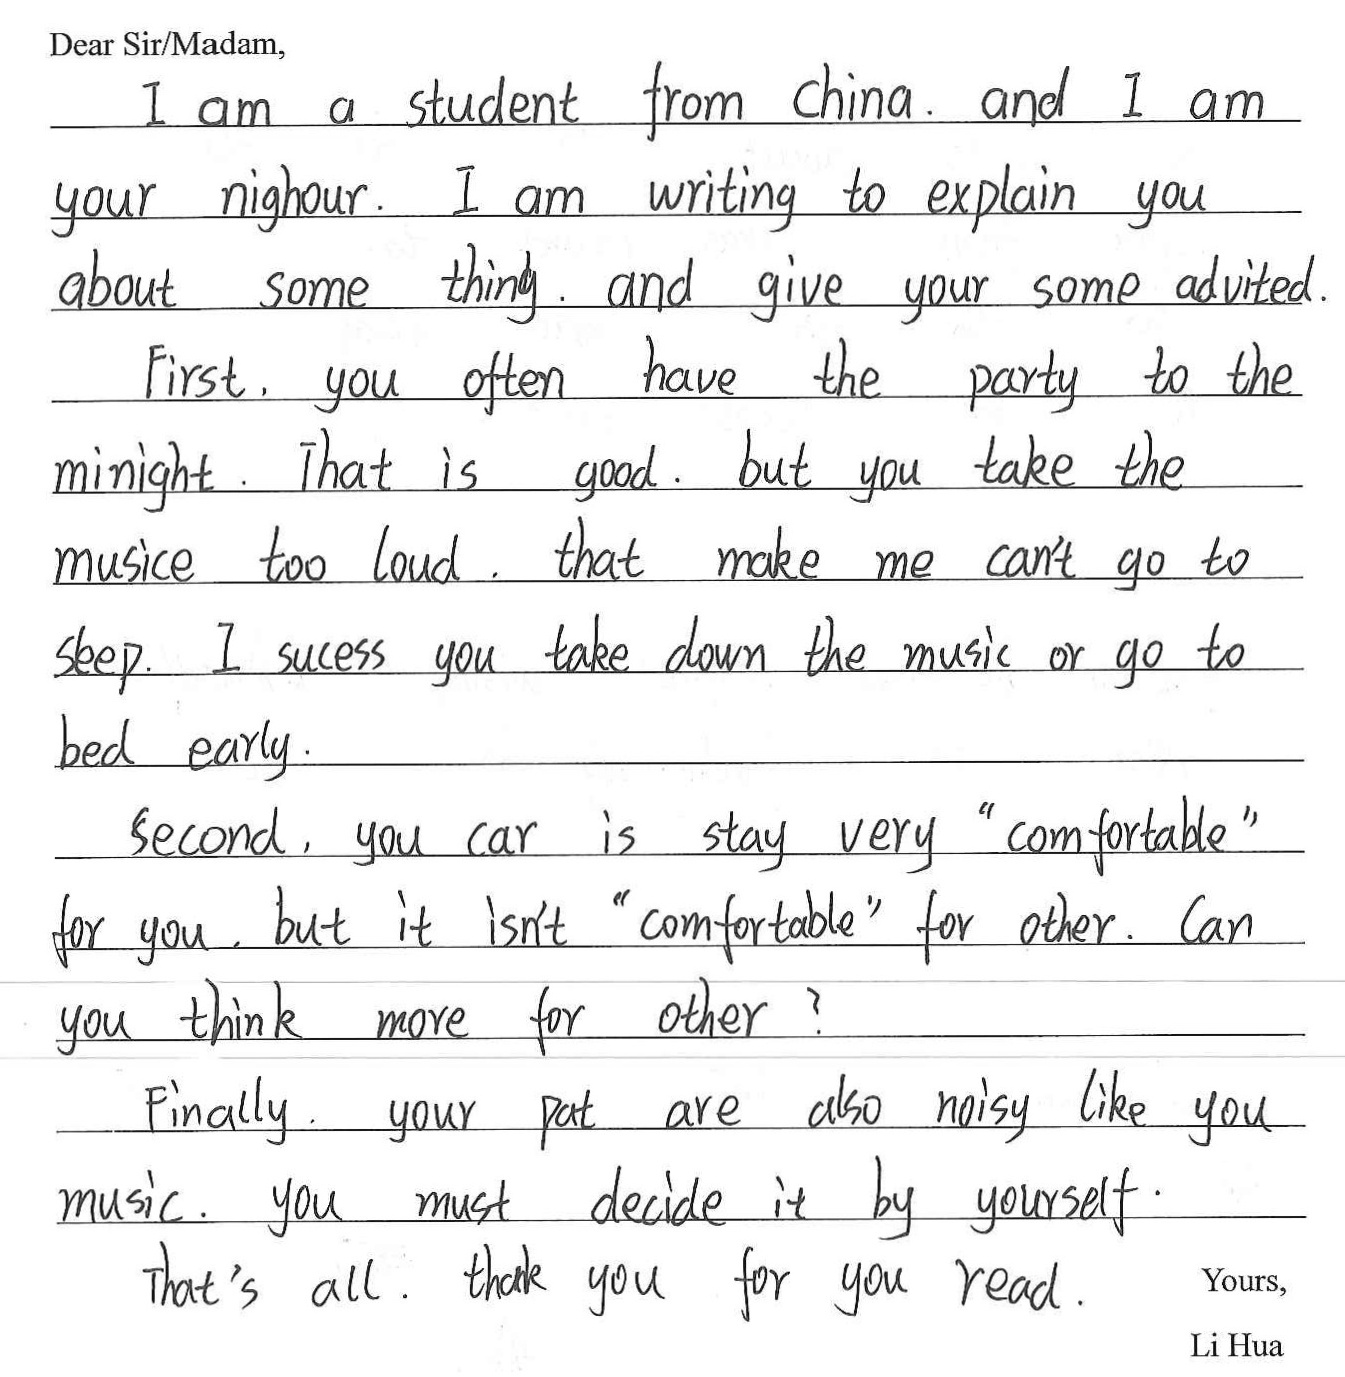 Dear Sir/Madam,
I am a student from China. and I am
your nighour. I am writing to explain you
about some thing. and give your some advited.
First. you often have the party to the
minight. That is good. but you take the
musice too loud. that make me can't go to
sleep. I sucess you take down the music or go to
bed early.
Second, you car is stay very "comfortable"
for you. but it isn't "comfortable" for other. Can
you think more for other?
Finally. your pat are also noisy like you
music. you must decide it by yourself.
That's all. thank you for you read.
Yours,
Li Hua